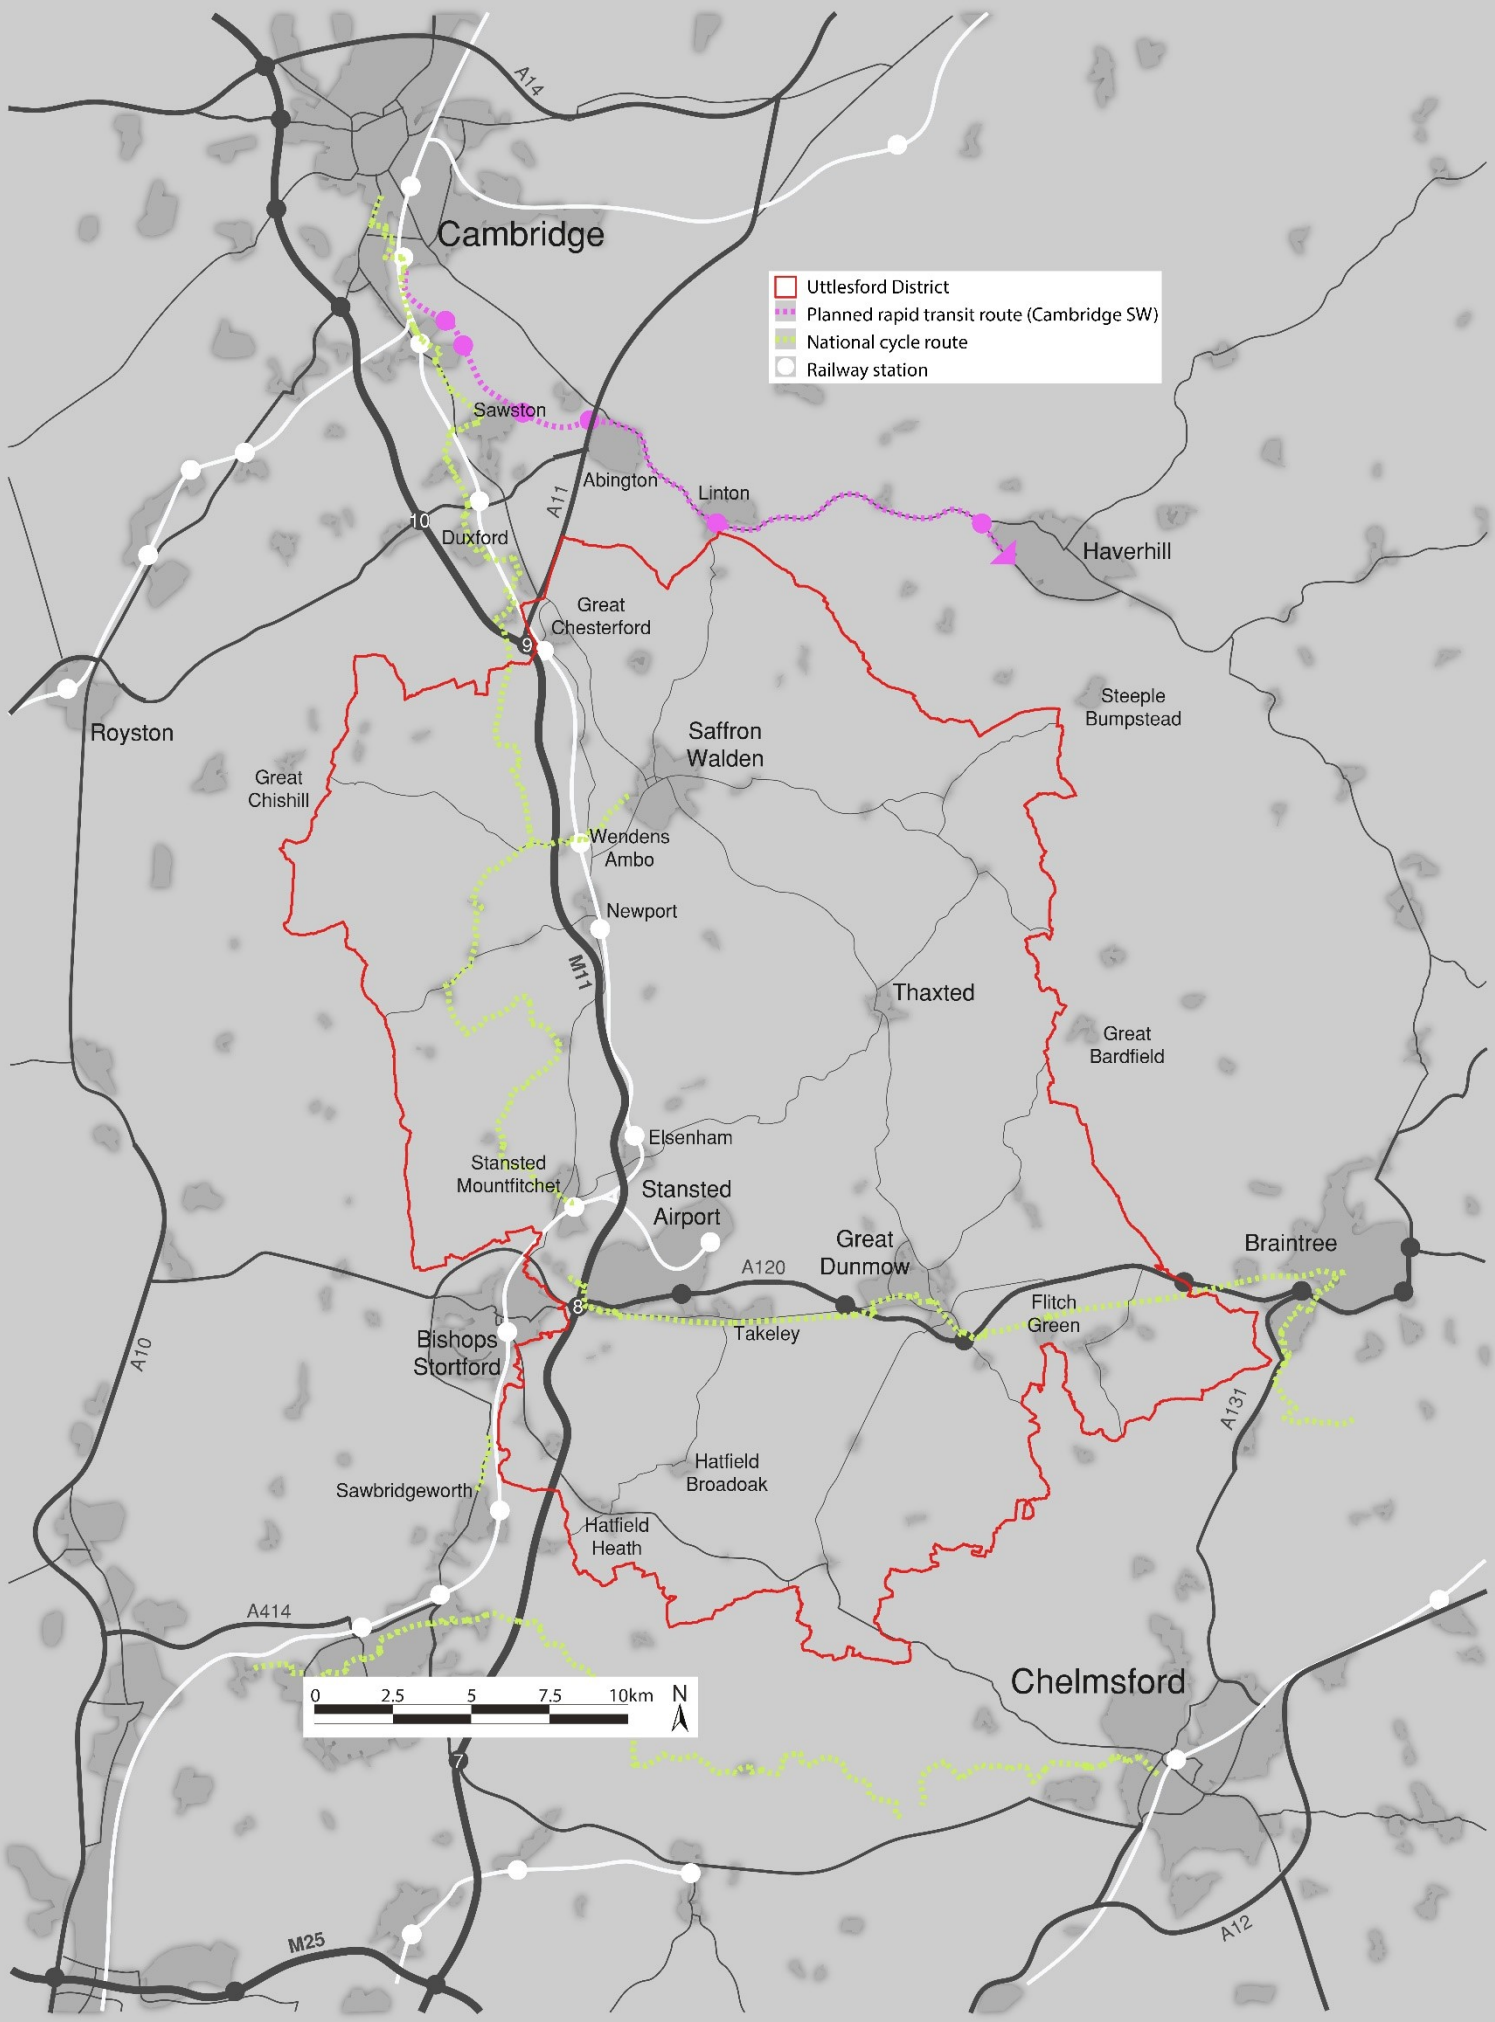 A14
Cambridge
Uttlesford District
Planned rapid transit route (Cambridge SW)
National cycle route
Railway station
Sawston
Abington
A11
Linton
10
Duxford
Haverhill
Great
Chesterford
9
Steeple
Bumpstead
Royston
Saffron
Walden
Great
Chishill
Wendens
Ambo
Newport
M11
Thaxted
Great
Bardfield
Elsenham
Stansted
Mountfitchet
Stansted
Airport
Great
Dunmow
Braintree
A120
8
Flitch
Green
Takeley
Bishops
Stortford
A10
A131
Hatfield
Broadoak
Sawbridgeworth
Hatfield
Heath
A414
Chelmsford
0 2.5 5 7.5 10km N
7
A12
M25